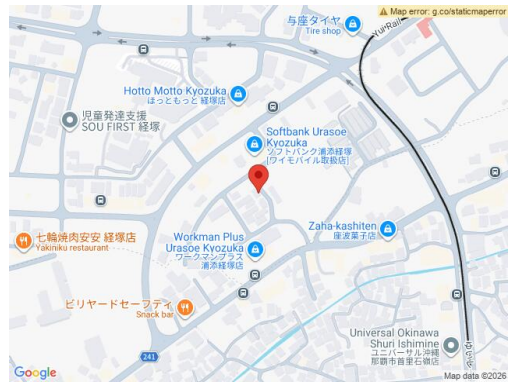 Map error: g.co/staticmaperror
与座タイヤ
Tire shop
Yui Rail
Hotto Motto Kyozuka
ほっともっと 経塚店
児童発達支援
SOU FIRST 経塚
Softbank Urasoe
Kyozuka
ソフトバンク浦添経塚
[ワイモバイル取扱店]
Zaha-kashiten
座波菓子店
七輪焼肉安安 経塚店
Yakiniku restaurant
Workman Plus
Urasoe Kyozuka
ワークマンプラス
浦添経塚店
ビリヤードセーフティ
Snack bar
241
Universal Okinawa
Shuri Ishimine
ユニバーサル沖縄
那覇市首里石嶺店
Google
Map data ©2026